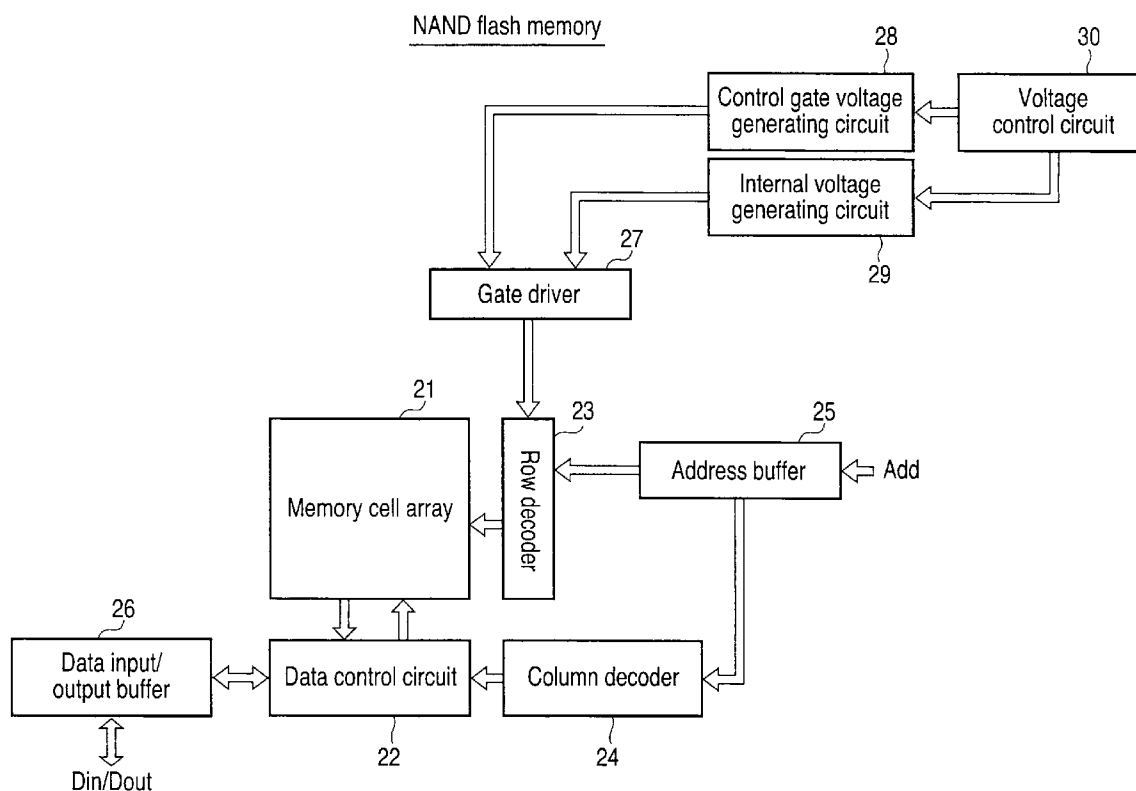 NAND flash memory
28
30
Control gate voltage
generating circuit
Voltage
control circuit
Internal voltage
generating circuit
29
27
Gate driver
21
23
25
Memory cell array
Row decoder
Address buffer
Add
26
Data input/
output buffer
Data control circuit
Column decoder
22
24
Din/Dout